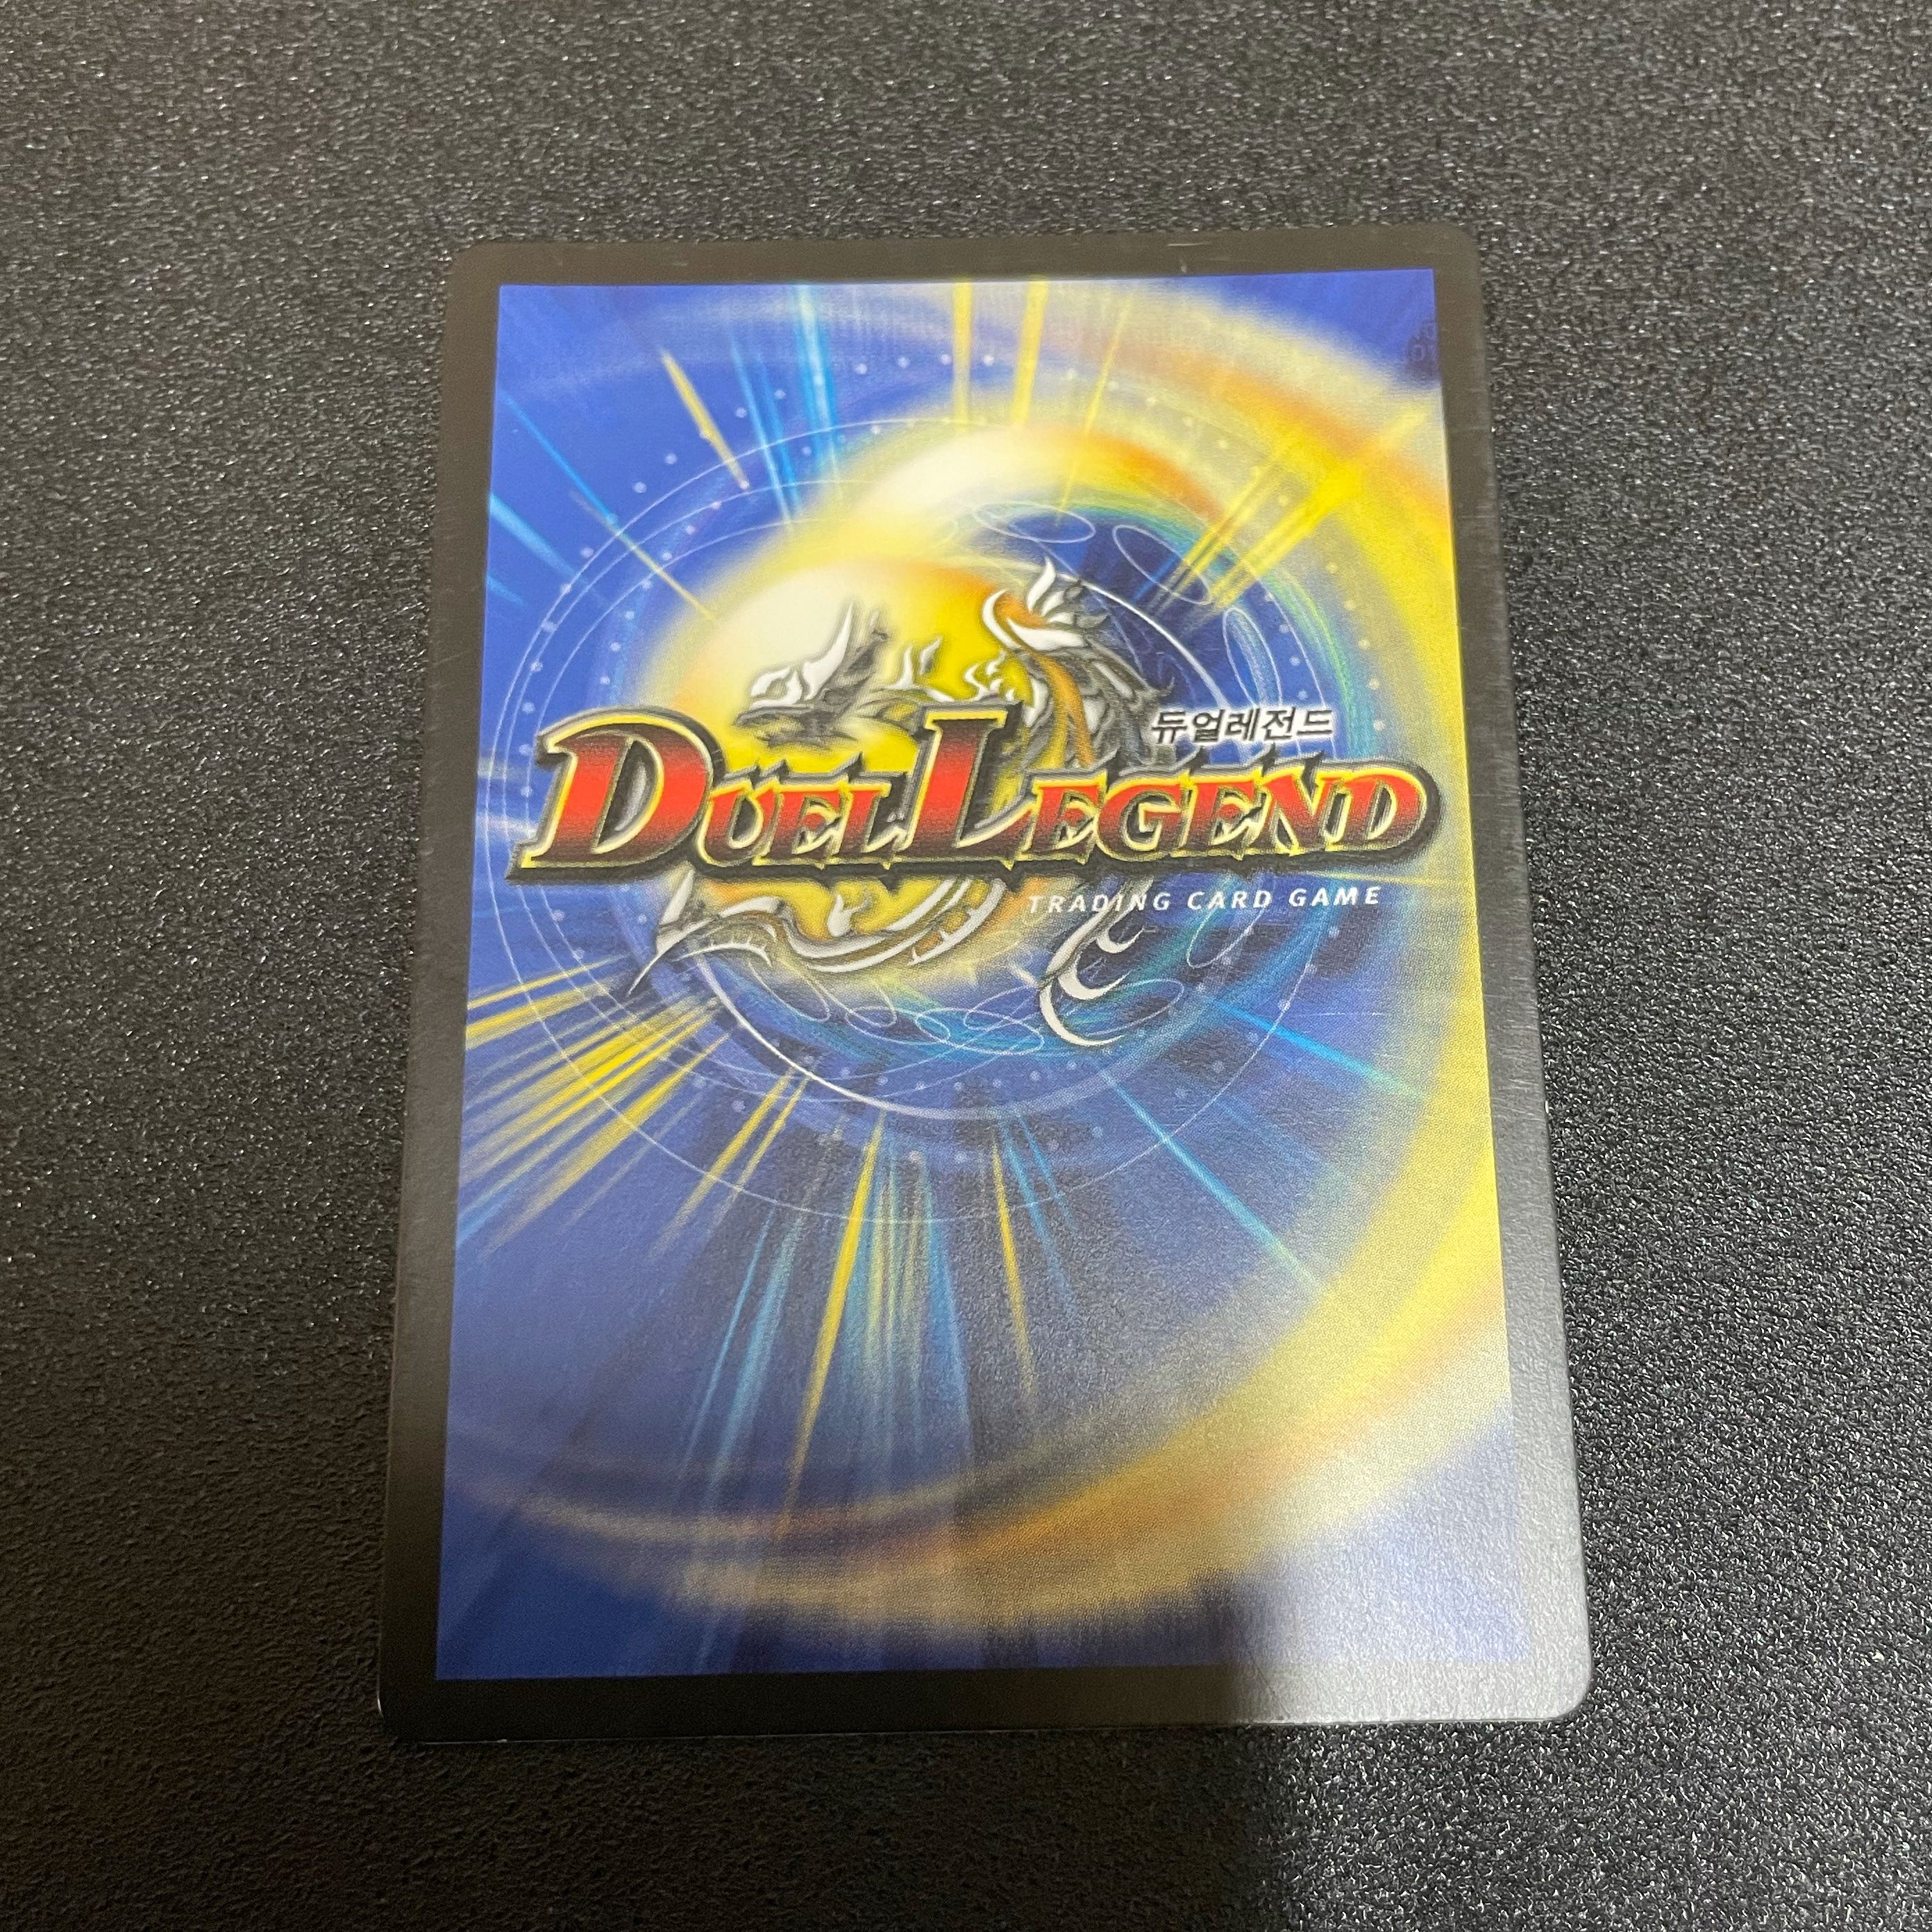 듀얼레전드
DUEL LEGEND
TRADING CARD GAME